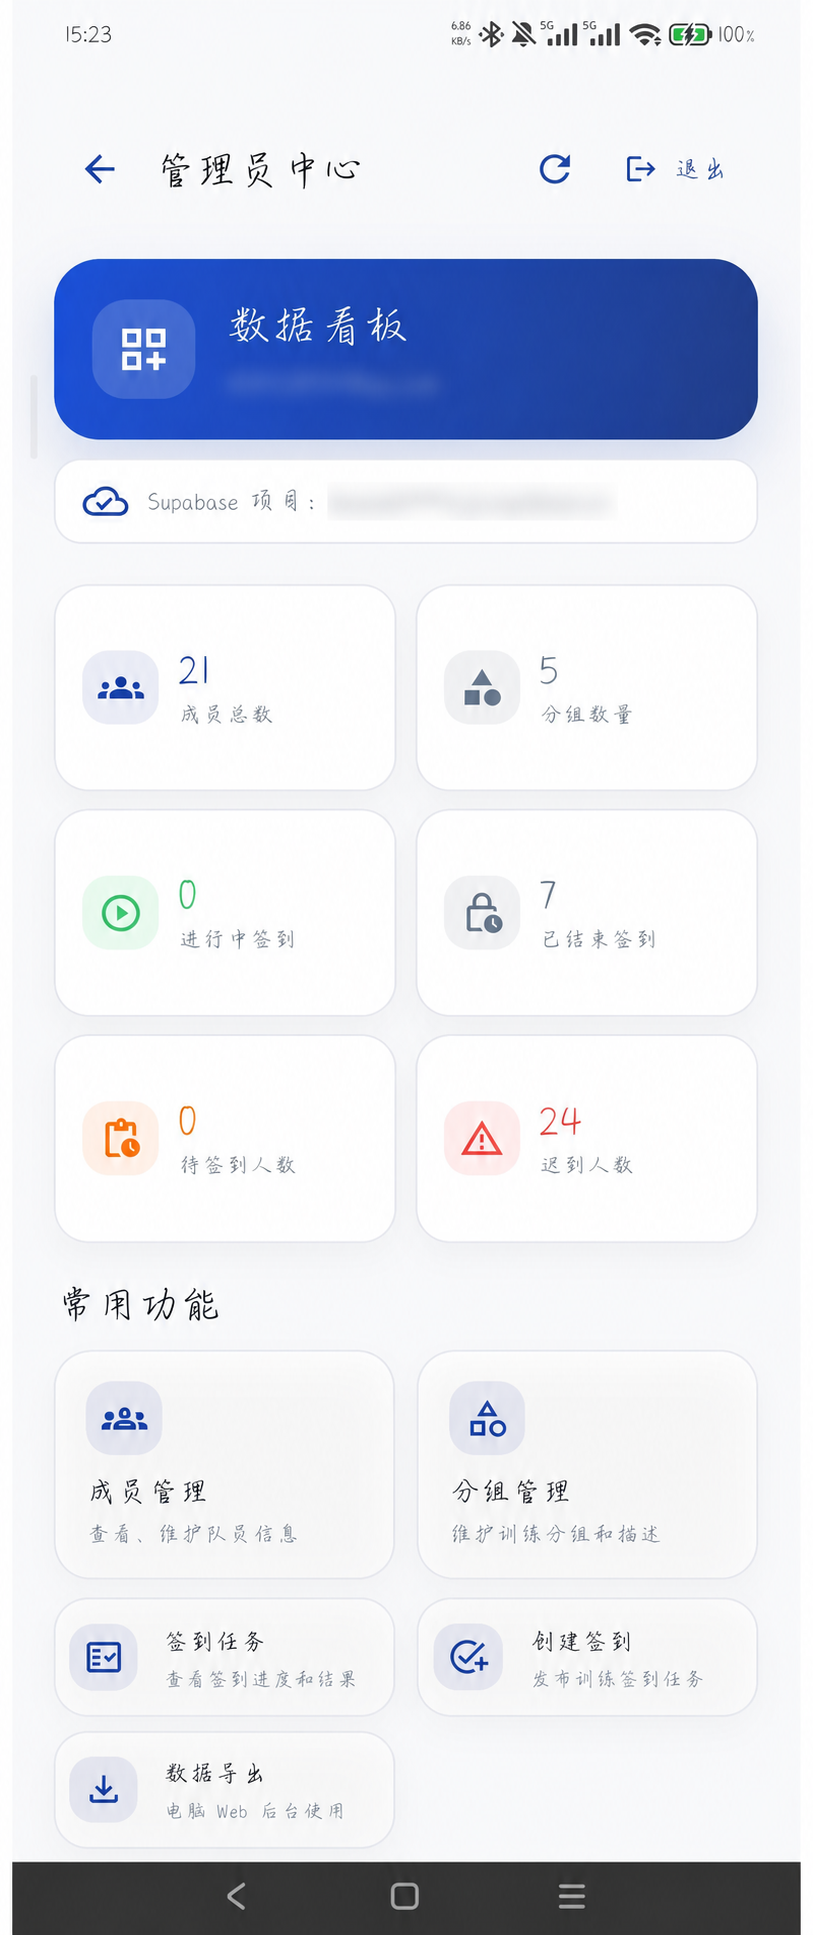 15:23
6.86 KB/s 5G 5G 100%
管理员中心 退出
数据看板
Supabase 项目：
21
成员总数
5
分组数量
0
进行中签到
7
已结束签到
0
待签到人数
24
迟到人数
常用功能
成员管理
查看、维护队员信息
分组管理
维护训练分组和描述
签到任务
查看签到进度和结果
创建签到
发布训练签到任务
数据导出
电脑 Web 后台使用